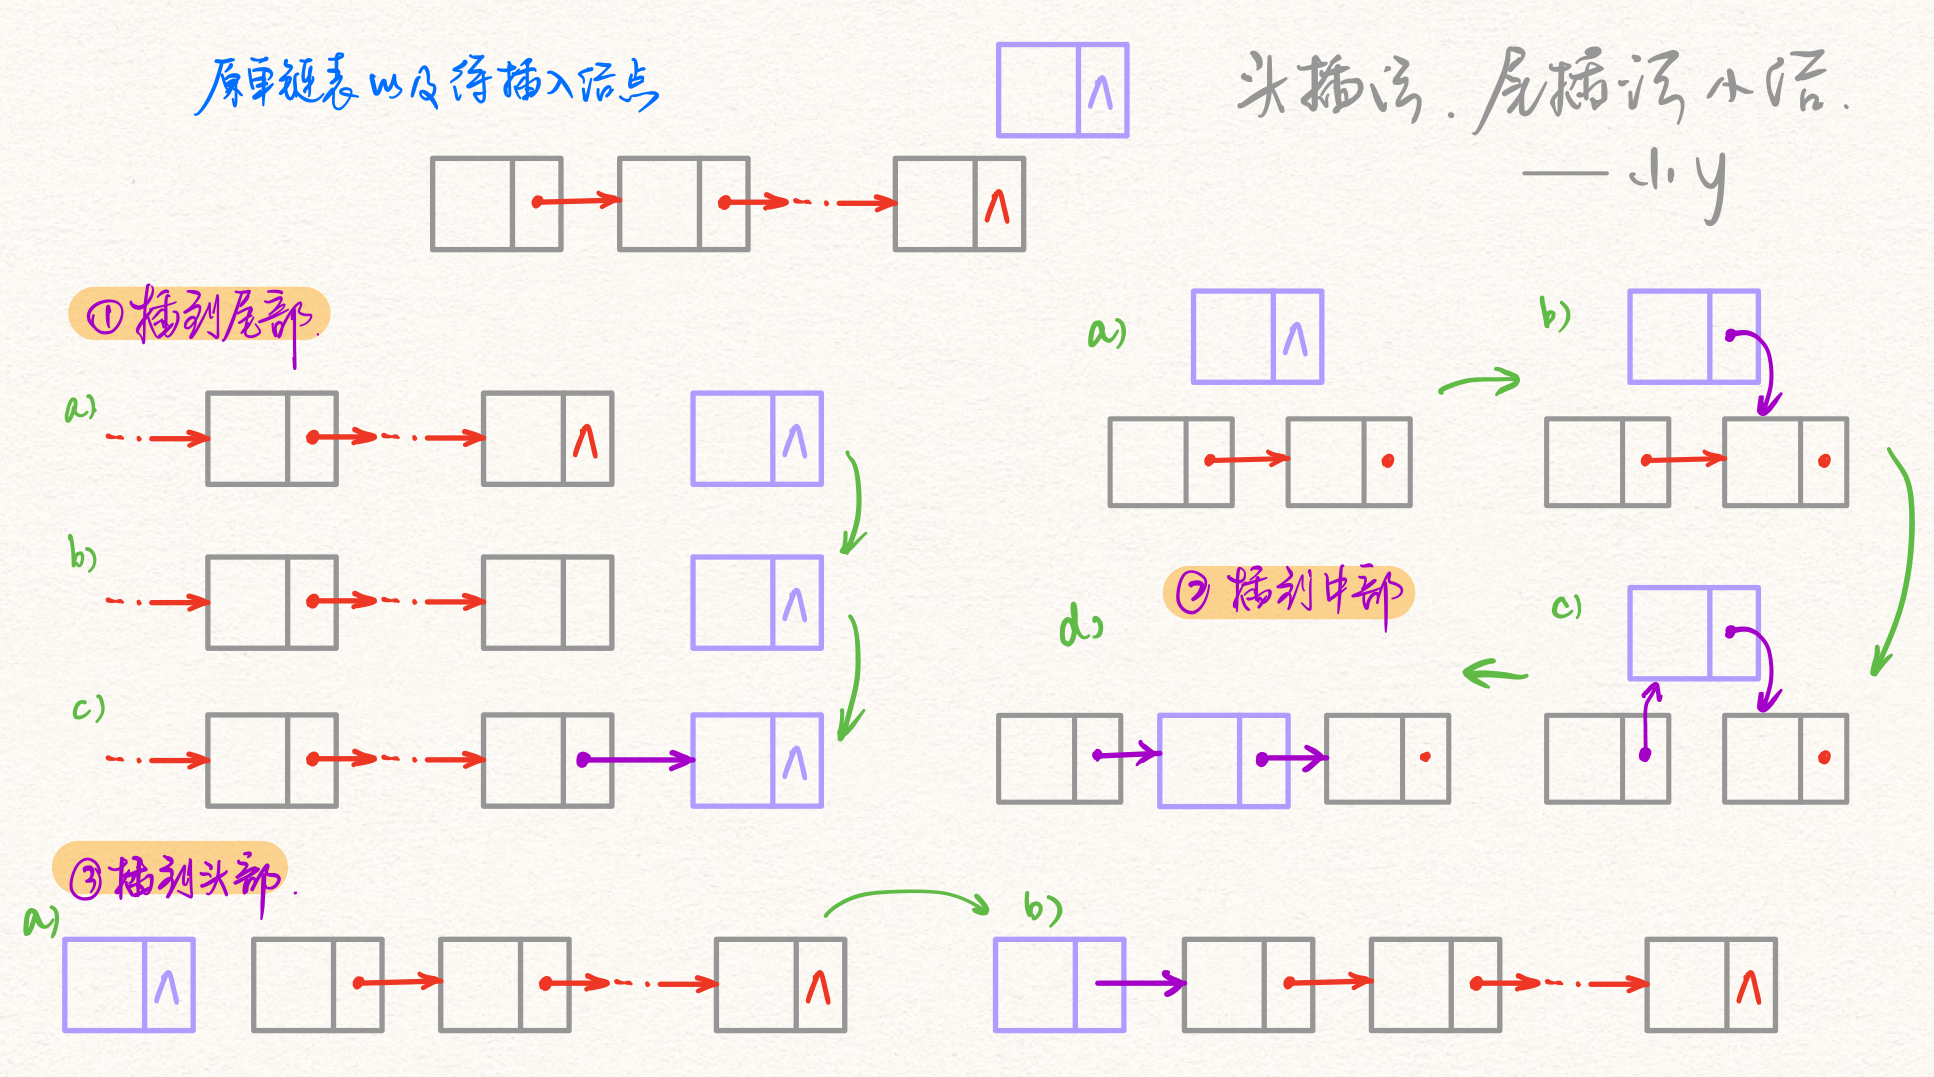 原单链表以及待插入结点
头插法.尾插法小结.
——小y
①插到尾部.
a)
b)
c)
a)
b)
②插到中部
c)
d)
③插到头部.
a)
b)